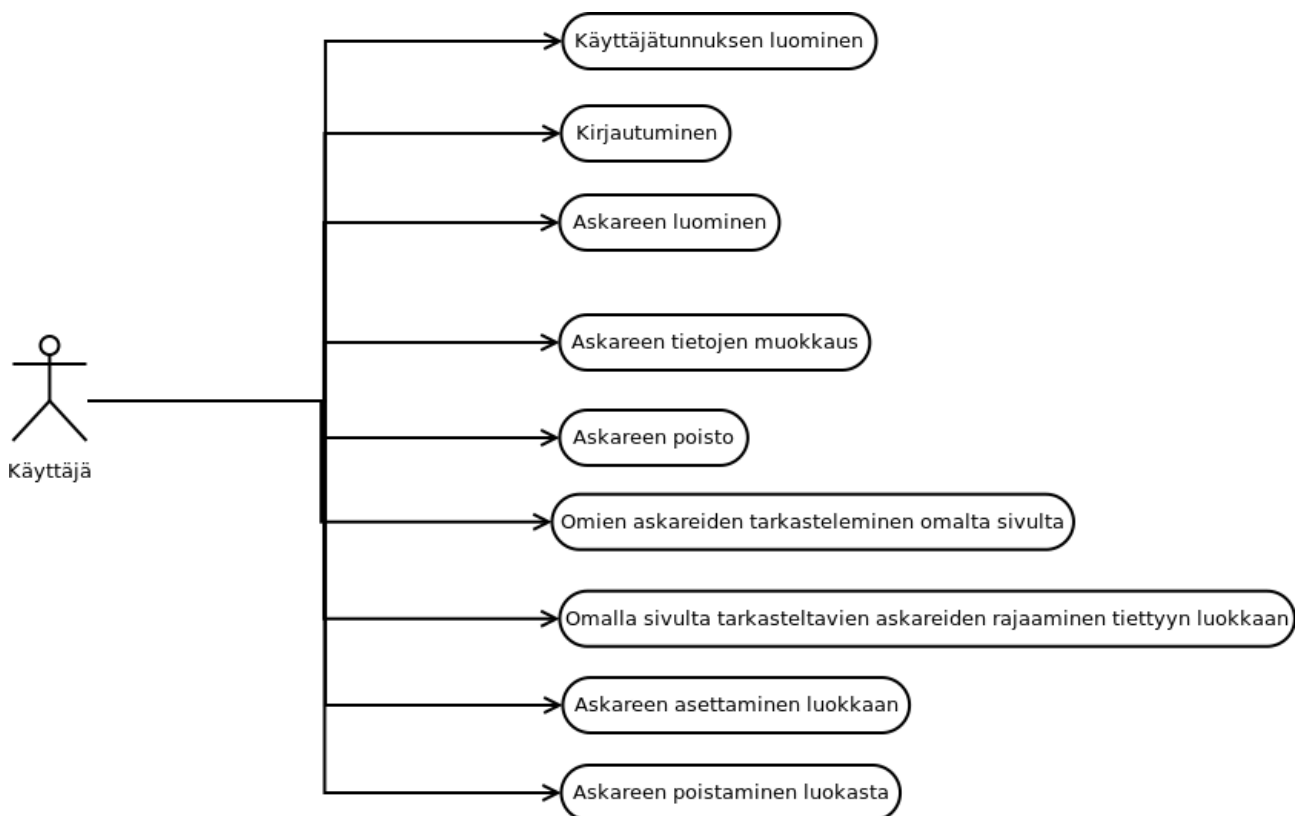 Käyttäjätunnuksen luominen
Kirjautuminen
Askareen luominen
Askareen tietojen muokkaus
Askareen poisto
Käyttäjä
Omien askareiden tarkasteleminen omalta sivulta
Omalla sivulta tarkasteltavien askareiden rajaaminen tiettyyn luokkaan
Askareen asettaminen luokkaan
Askareen poistaminen luokasta